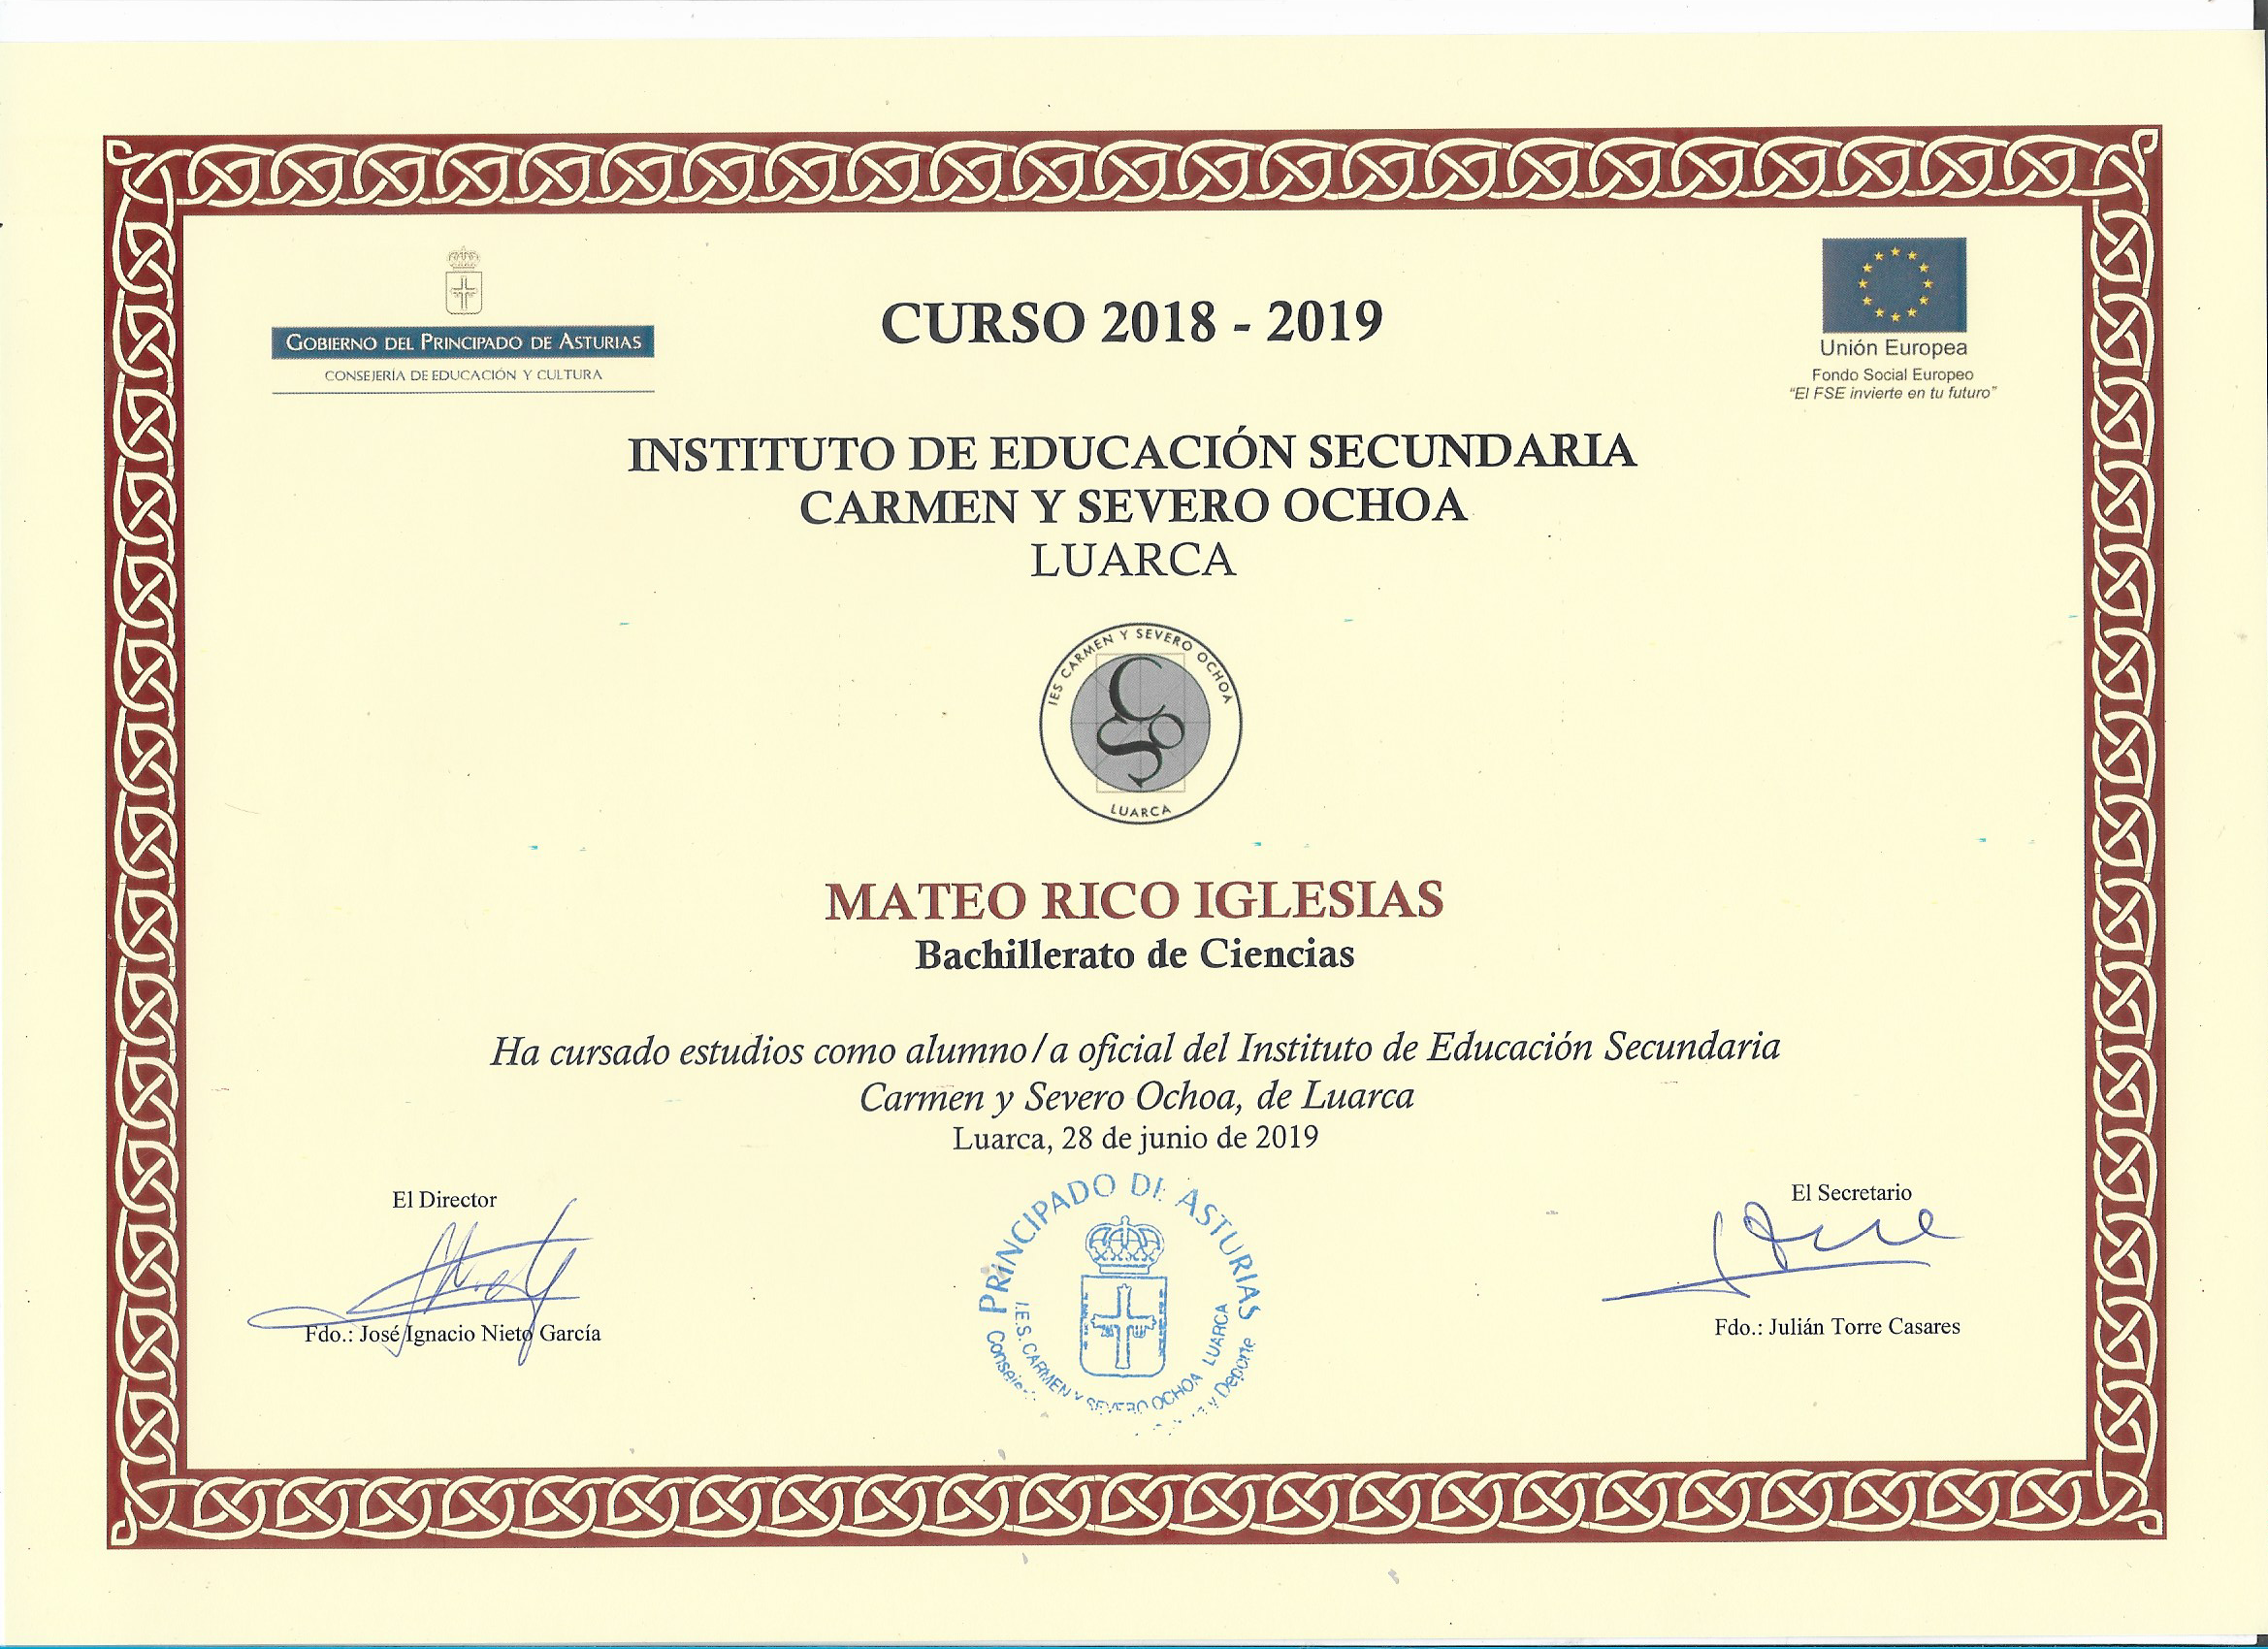 GOBIERNO DEL PRINCIPADO DE ASTURIAS
CONSEJERÍA DE EDUCACIÓN Y CULTURA
CURSO 2018 - 2019
Unión Europea
Fondo Social Europeo
"El FSE invierte en tu futuro"
INSTITUTO DE EDUCACIÓN SECUNDARIA
CARMEN Y SEVERO OCHOA
LUARCA
IES CARMEN Y SEVERO OCHOA
CSO
LUARCA
MATEO RICO IGLESIAS
Bachillerato de Ciencias
Ha cursado estudios como alumno/a oficial del Instituto de Educación Secundaria
Carmen y Severo Ochoa, de Luarca
Luarca, 28 de junio de 2019
El Director
Fdo.: José Ignacio Nieto García
PRINCIPADO DE ASTURIAS
I.E.S. CARMEN Y SEVERO OCHOA LUARCA
y Deporte
El Secretario
Fdo.: Julián Torre Casares